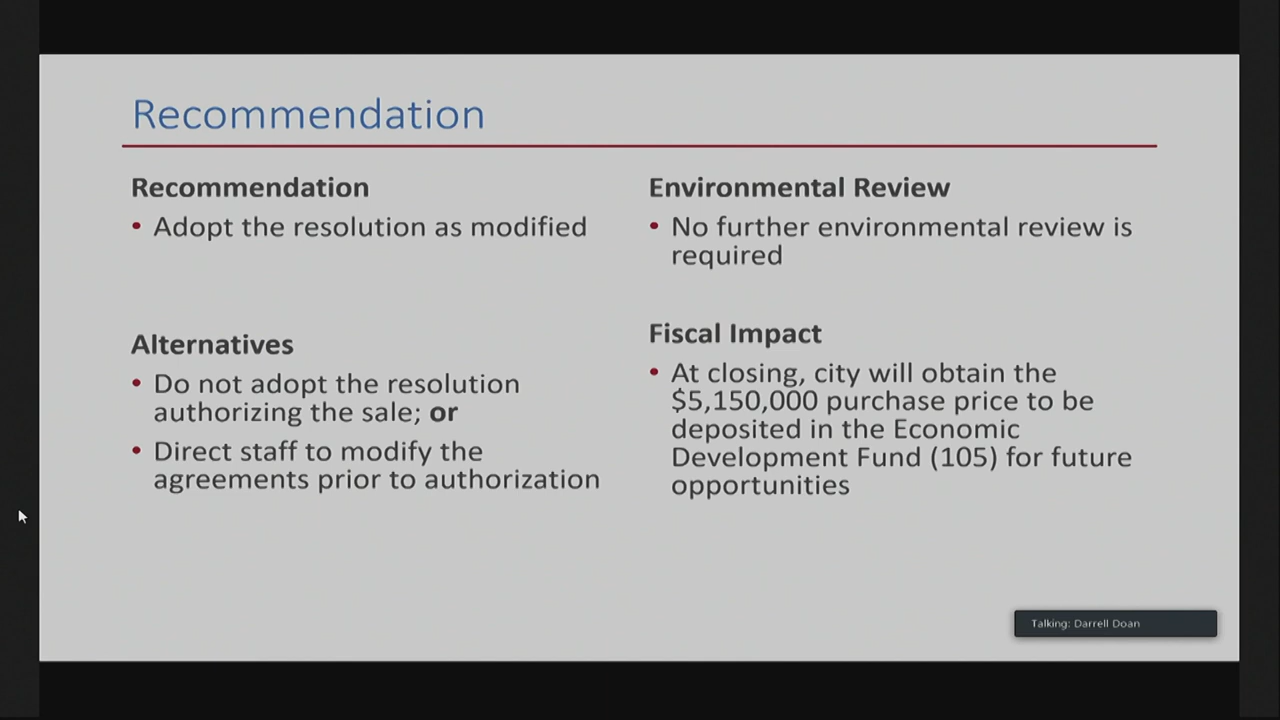 Recommendation
Recommendation
• Adopt the resolution as modified
Alternatives
• Do not adopt the resolution
authorizing the sale; or
• Direct staff to modify the
agreements prior to authorization
Environmental Review
• No further environmental review is
required
Fiscal Impact
• At closing, city will obtain the
$5,150,000 purchase price to be
deposited in the Economic
Development Fund (105) for future
opportunities
Talking: Darrell Doan